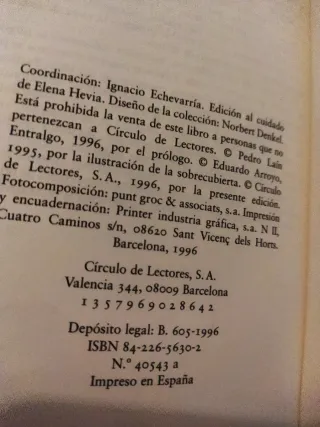 Coordinación: Ignacio Echevarría. Edición al cuidado
de Elena Hevia. Diseño de la colección: Norbert Denkel.
Está prohibida la venta de este libro a personas que no
pertenezcan a Círculo de Lectores. © Pedro Laín
Entralgo, 1996, por el prólogo. © Eduardo Arroyo,
1995, por la ilustración de la sobrecubierta. © Círculo
de Lectores, S.A., 1996, por la presente edición.
Fotocomposición: punt groc & associats, s.a. Impresión
y encuadernación: Printer industria gráfica, s.a. N II,
Cuatro Caminos s/n, 08620 Sant Vicenç dels Horts.
Barcelona, 1996
Círculo de Lectores, S.A.
Valencia 344, 08009 Barcelona
1 3 5 7 9 6 9 0 2 8 6 4 2
Depósito legal: B. 605-1996
ISBN 84-226-5630-2
N.º 40543 a
Impreso en España